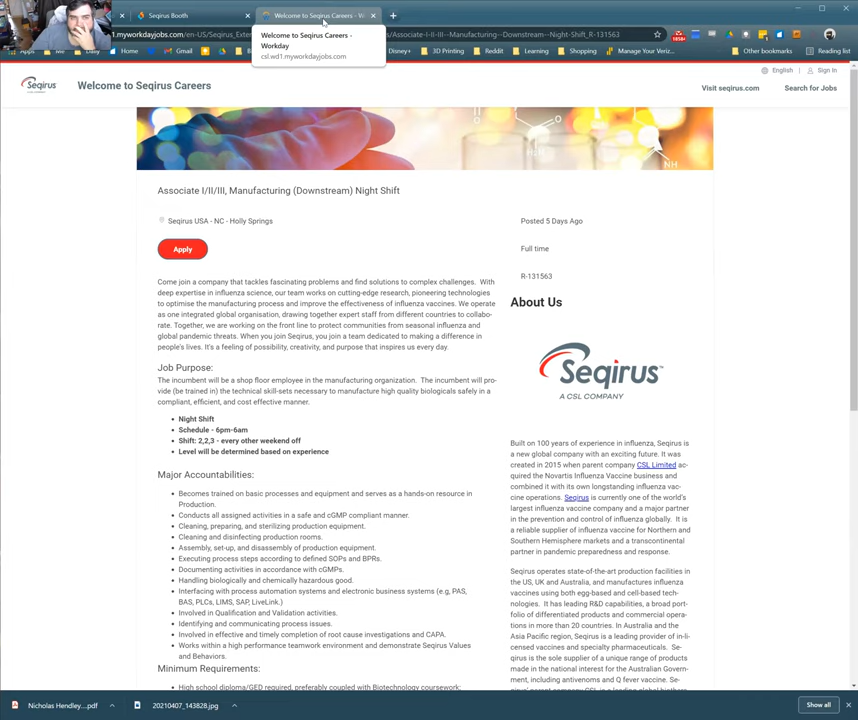 Seqirus Booth
Welcome to Seqirus Careers - W
1.myworkdayjobs.com/en-US/Seqirus_Exter
/Associate-I-II-III---Manufacturing--Downstream--Night-Shift_R-131563
Apps
Disney+
3D Printing
Reddit
Shopping
Manage Your Veriz...
Other bookmarks
Reading list
Welcome to Seqirus Careers -
Workday
csl.wd1.myworkdayjobs.com
English
Sign In
Seqirus
A CSL COMPANY
Welcome to Seqirus Careers
Visit seqirus.com
Search for Jobs
NH
Associate I/II/III, Manufacturing (Downstream) Night Shift
Seqirus USA - NC - Holly Springs
Apply
Come join a company that tackles fascinating problems and find solutions to complex challenges. With
deep expertise in influenza science, our team works on cutting-edge research, pioneering technologies
to optimise the manufacturing process and improve the effectiveness of influenza vaccines. We operate
as one integrated global organisation, drawing together expert staff from different countries to collabo-
rate. Together, we are working on the front line to protect communities from seasonal influenza and
global pandemic threats. When you join Seqirus, you join a team dedicated to making a difference in
people's lives. It's a feeling of possibility, creativity, and purpose that inspires us every day.
Job Purpose:
The incumbent will be a shop floor employee in the manufacturing organization. The incumbent will pro-
vide (be trained in) the technical skill-sets necessary to manufacture high quality biologicals safely in a
compliant, efficient, and cost effective manner.
• Night Shift
• Schedule - 6pm-6am
• Shift: 2,2,3 - every other weekend off
• Level will be determined based on experience
Major Accountabilities:
• Becomes trained on basic processes and equipment and serves as a hands-on resource in
Production.
• Conducts all assigned activities in a safe and cGMP compliant manner.
• Cleaning, preparing, and sterilizing production equipment.
• Cleaning and disinfecting production rooms.
• Assembly, set-up, and disassembly of production equipment.
• Executing process steps according to defined SOPs and BPRs.
• Documenting activities in accordance with cGMPs.
• Handling biologically and chemically hazardous good.
• Interfacing with process automation systems and electronic business systems (e.g, PAS,
BAS, PLCs, LIMS, SAP, LiveLink.)
• Involved in Qualification and Validation activities.
• Identifying and communicating process issues.
• Involved in effective and timely completion of root cause investigations and CAPA.
• Works within a high performance teamwork environment and demonstrate Seqirus Values
and Behaviors.
Minimum Requirements:
• High school diploma/GED required, preferably coupled with Biotechnology coursework;
Posted 5 Days Ago
Full time
R-131563
About Us
Seqirus™
A CSL COMPANY
Built on 100 years of experience in influenza, Seqirus is
a new global company with an exciting future. It was
created in 2015 when parent company CSL Limited ac-
quired the Novartis Influenza Vaccine business and
combined it with its own longstanding influenza vac-
cine operations. Seqirus is currently one of the world's
largest influenza vaccine company and a major partner
in the prevention and control of influenza globally. It is
a reliable supplier of influenza vaccine for Northern and
Southern Hemisphere markets and a transcontinental
partner in pandemic preparedness and response.
Seqirus operates state-of-the-art production facilities in
the US, UK and Australia, and manufactures influenza
vaccines using both egg-based and cell-based tech-
nologies. It has leading R&D capabilities, a broad port-
folio of differentiated products and commercial opera-
tions in more than 20 countries. In Australia and the
Asia Pacific region, Seqirus is a leading provider of in-li-
censed vaccines and specialty pharmaceuticals. Se-
qirus is the sole supplier of a unique range of products
made in the national interest for the Australian Govern-
ment, including antivenoms and Q fever vaccine. Se-
Nicholas Hendley....pdf
20210407_143828.jpg
Show all